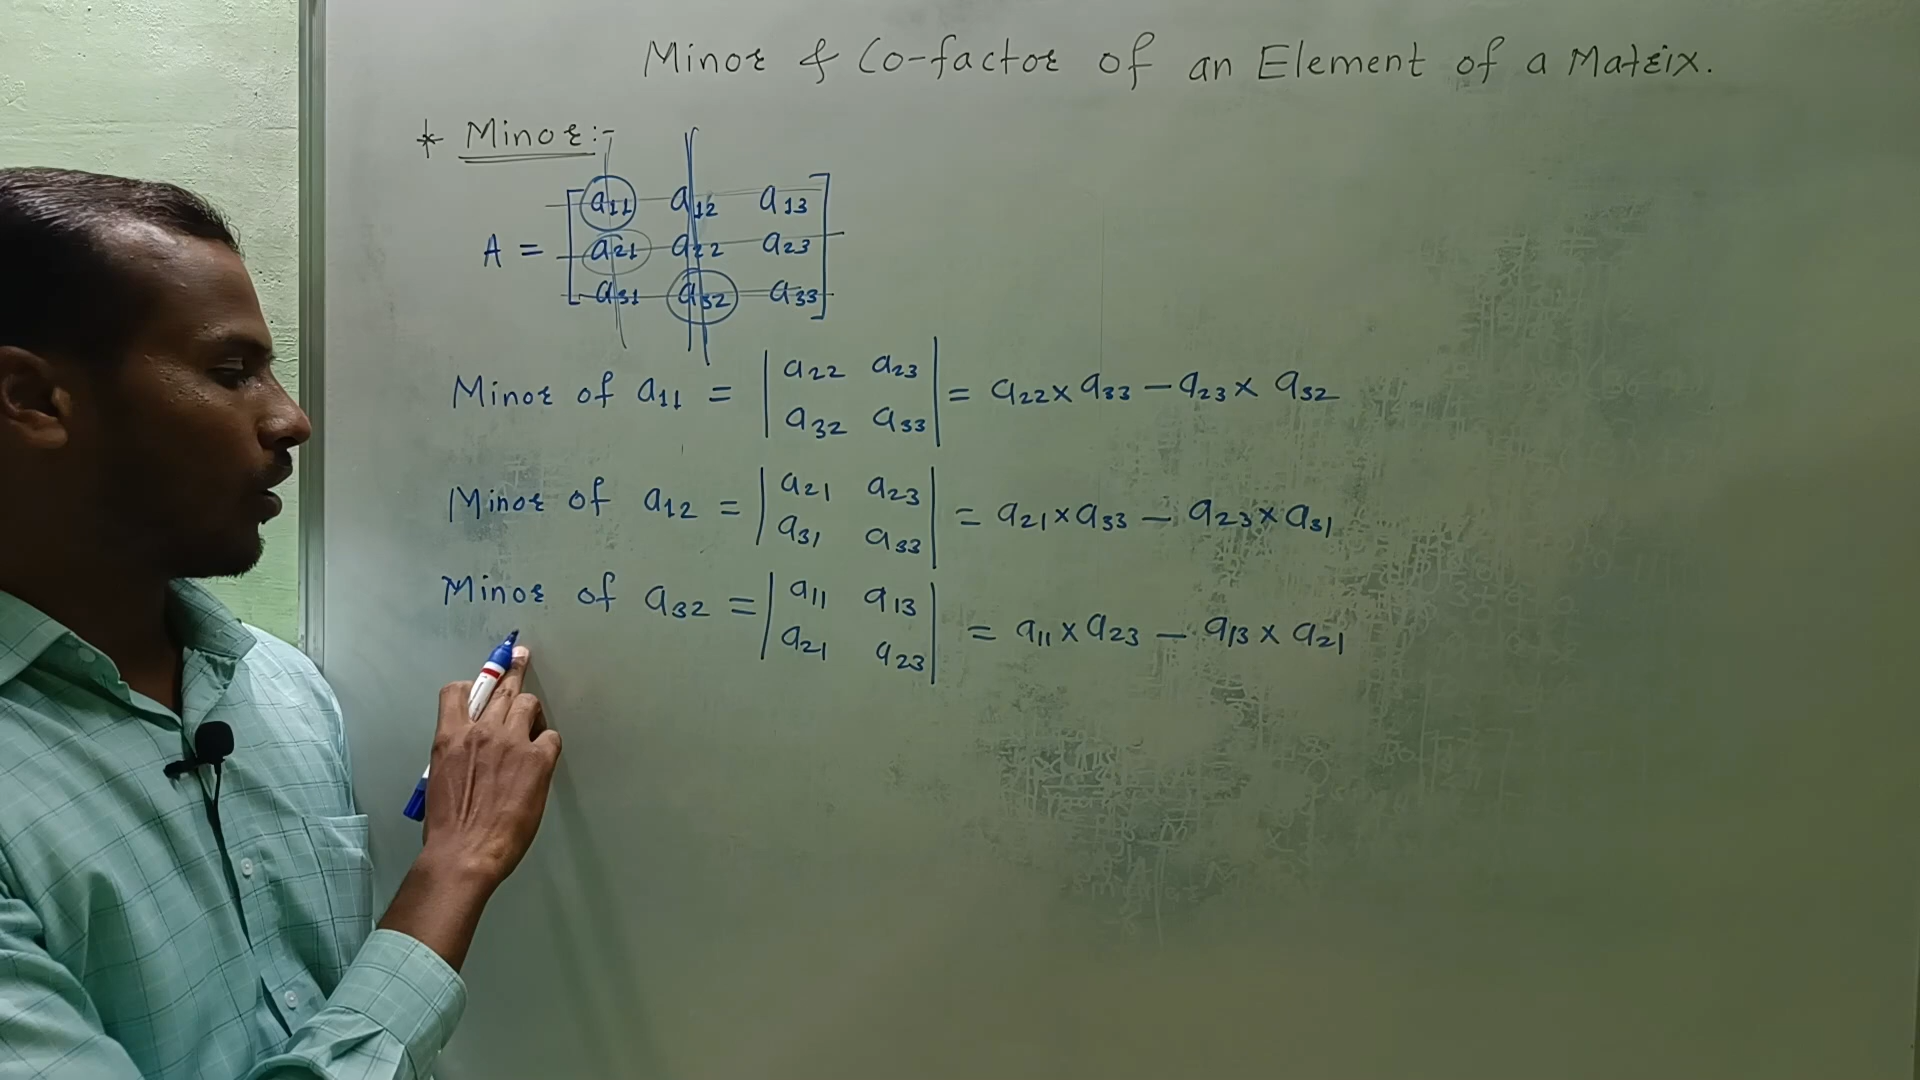 Minor & Co-factor of an Element of a Matrix.
* Minor:-
a11 a12 a13
A = a21 a22 a23
a31 a32 a33
Minor of a11 = | a22 a23 | = a22 x a33 - a23 x a32
| a32 a33 |
Minor of a12 = | a21 a23 | = a21 x a33 - a23 x a31
| a31 a33 |
Minor of a32 = | a11 a13 | = a11 x a23 - a13 x a21
| a21 a23 |